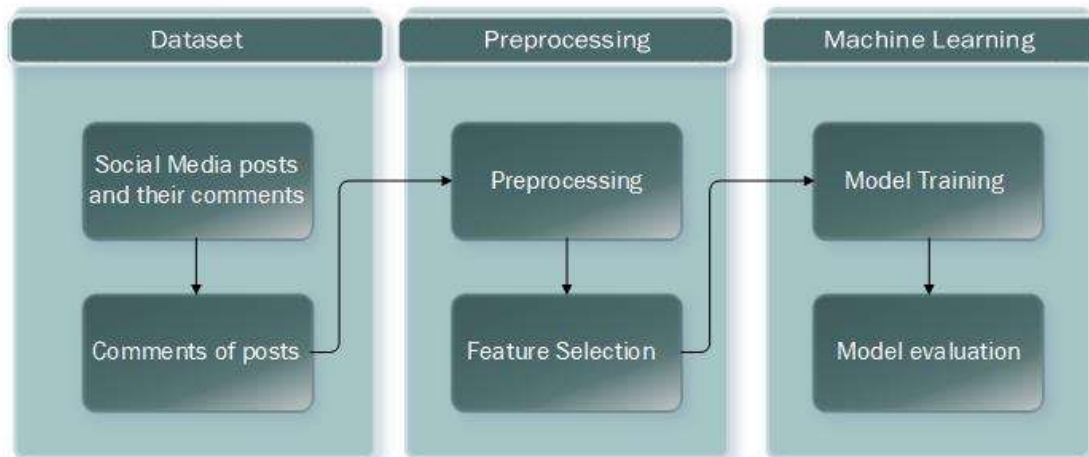 Dataset
Social Media posts
and their comments
Comments of posts
Preprocessing
Preprocessing
Feature Selection
Machine Learning
Model Training
Model evaluation